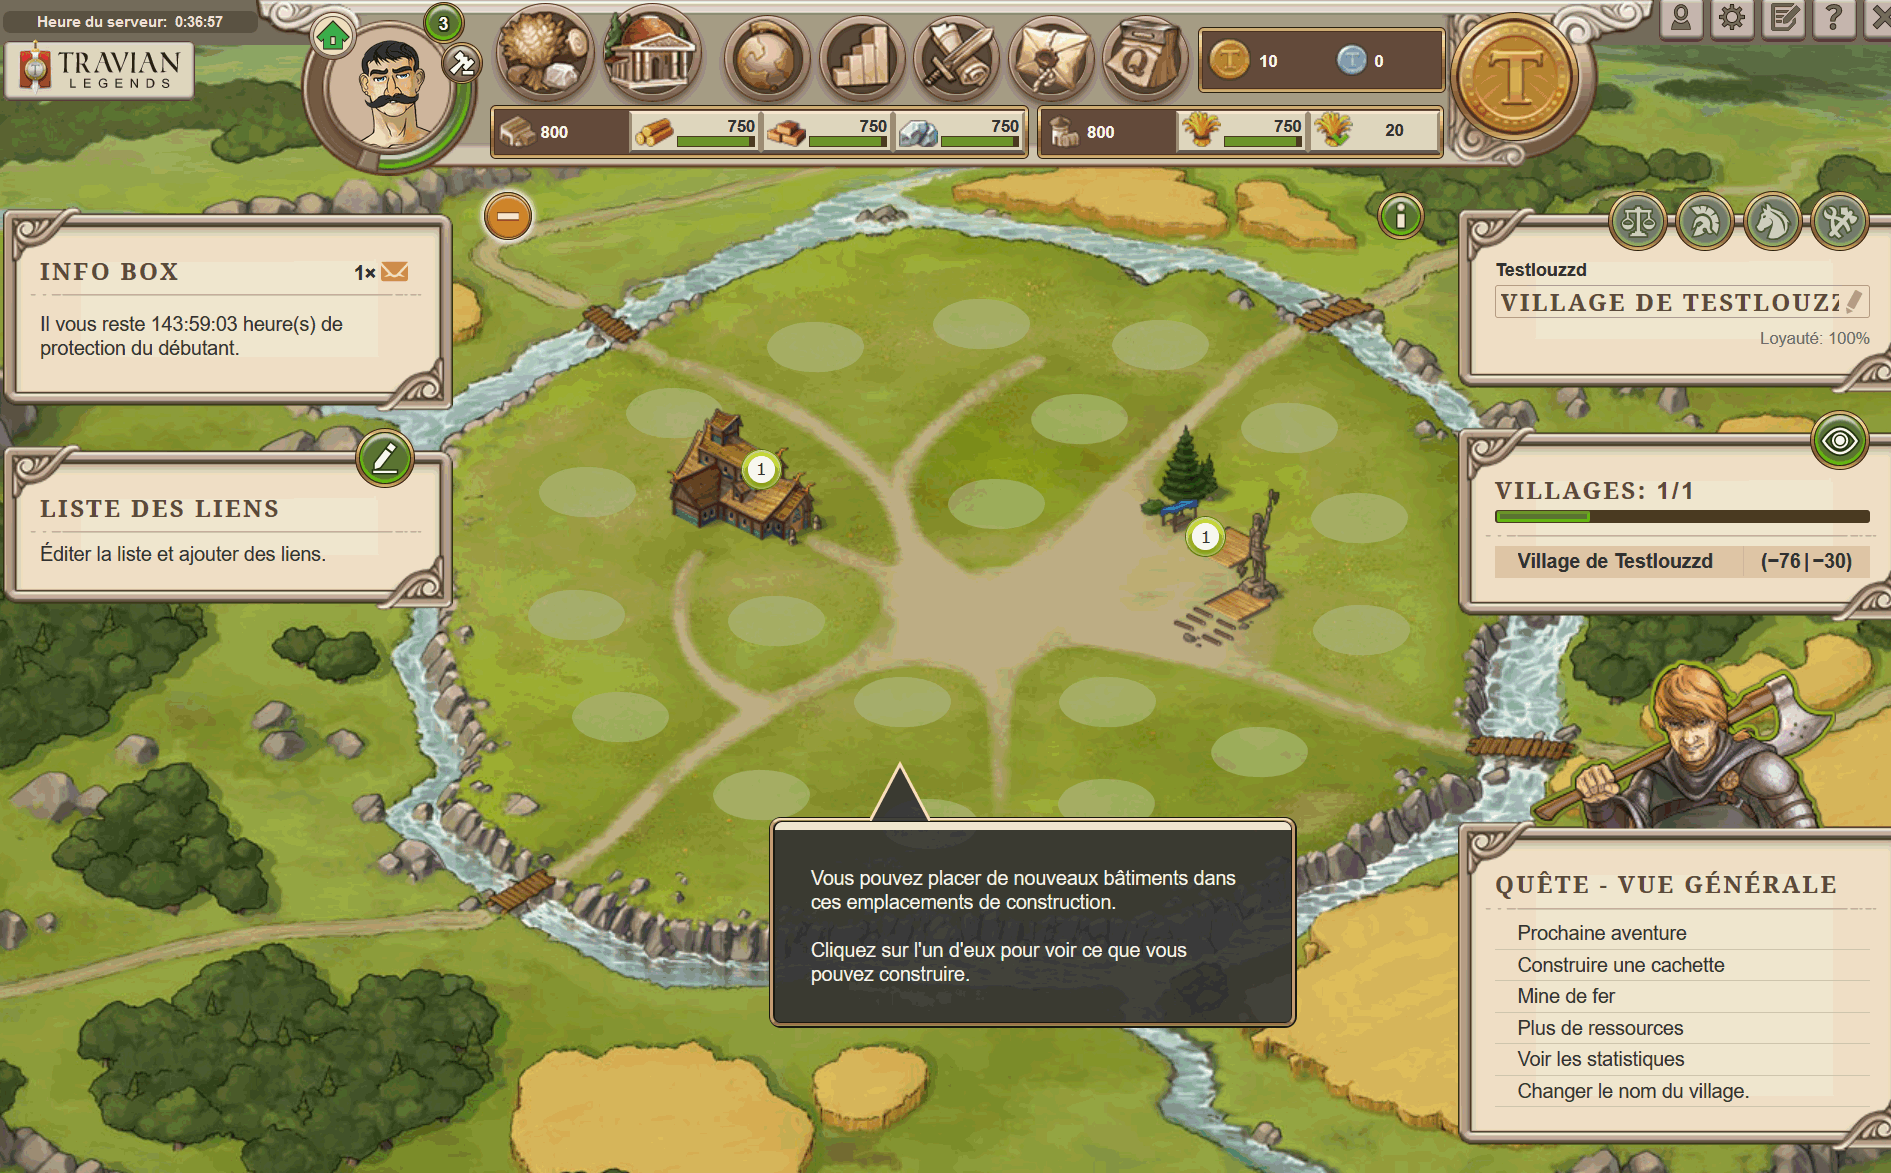 Heure du serveur: 0:36:57
TRAVIAN
LEGENDS
3
Q
10
0
T
800
750
750
750
800
750
20
INFO BOX
1×
Il vous reste 143:59:03 heure(s) de
protection du débutant.
LISTE DES LIENS
Éditer la liste et ajouter des liens.
1
1
Vous pouvez placer de nouveaux bâtiments dans
ces emplacements de construction.
Cliquez sur l'un d'eux pour voir ce que vous
pouvez construire.
Testlouzzd
VILLAGE DE TESTLOUZZ
Loyauté: 100%
VILLAGES: 1/1
Village de Testlouzzd (−76|−30)
QUÊTE - VUE GÉNÉRALE
Prochaine aventure
Construire une cachette
Mine de fer
Plus de ressources
Voir les statistiques
Changer le nom du village.